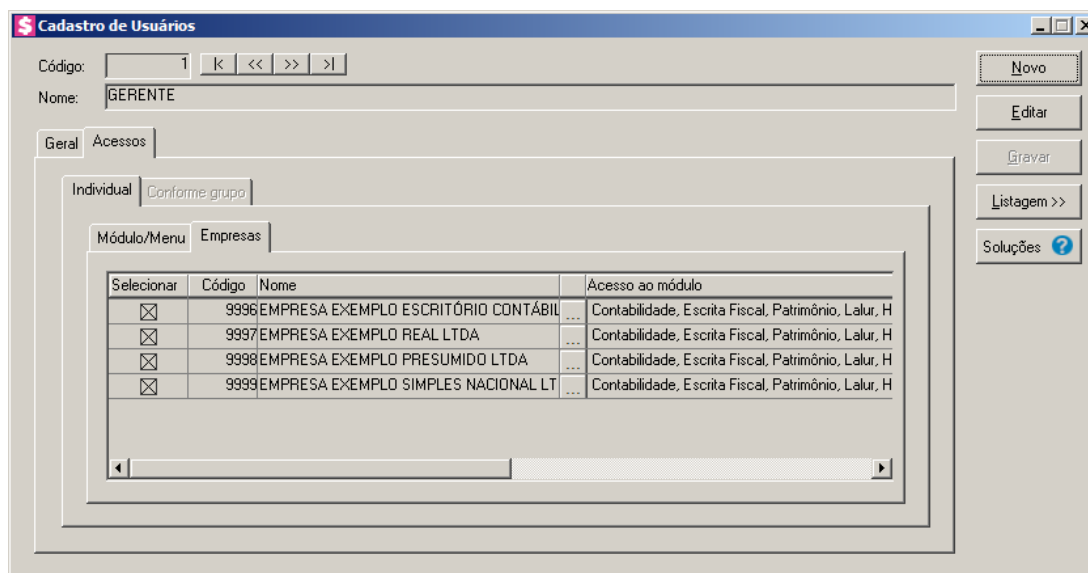 Cadastro de Usuários
Código: 1 |< << >> >|
Nome: GERENTE
Novo
Editar
Gravar
Listagem >>
Soluções ?
Geral Acessos
Individual Conforme grupo
Módulo/Menu Empresas
Selecionar Código Nome Acesso ao módulo
9996 EMPRESA EXEMPLO ESCRITÓRIO CONTÁBIL ... Contabilidade, Escrita Fiscal, Patrimônio, Lalur, H
9997 EMPRESA EXEMPLO REAL LTDA ... Contabilidade, Escrita Fiscal, Patrimônio, Lalur, H
9998 EMPRESA EXEMPLO PRESUMIDO LTDA ... Contabilidade, Escrita Fiscal, Patrimônio, Lalur, H
9999 EMPRESA EXEMPLO SIMPLES NACIONAL LT ... Contabilidade, Escrita Fiscal, Patrimônio, Lalur, H